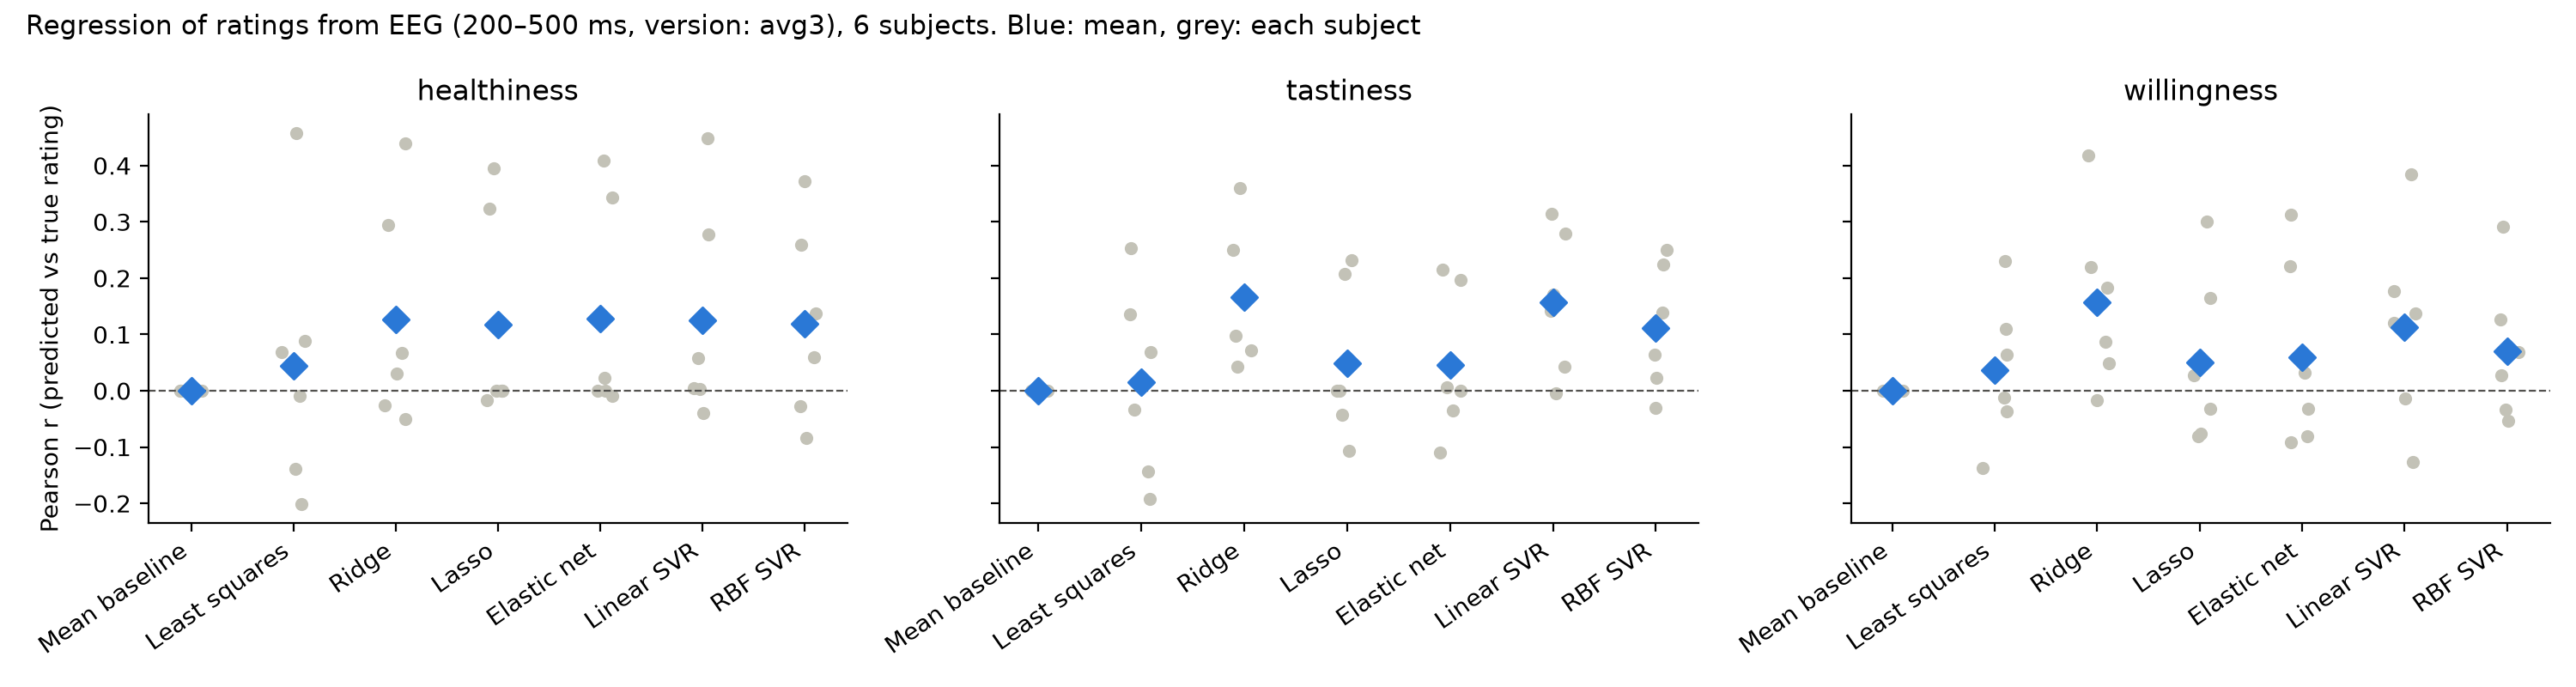 Regression of ratings from EEG (200–500 ms, version: avg3), 6 subjects. Blue: mean, grey: each subject
healthiness
tastiness
willingness
Pearson r (predicted vs true rating)
0.4
0.3
0.2
0.1
0.0
−0.1
−0.2
Mean baseline
Least squares
Ridge
Lasso
Elastic net
Linear SVR
RBF SVR
Mean baseline
Least squares
Ridge
Lasso
Elastic net
Linear SVR
RBF SVR
Mean baseline
Least squares
Ridge
Lasso
Elastic net
Linear SVR
RBF SVR